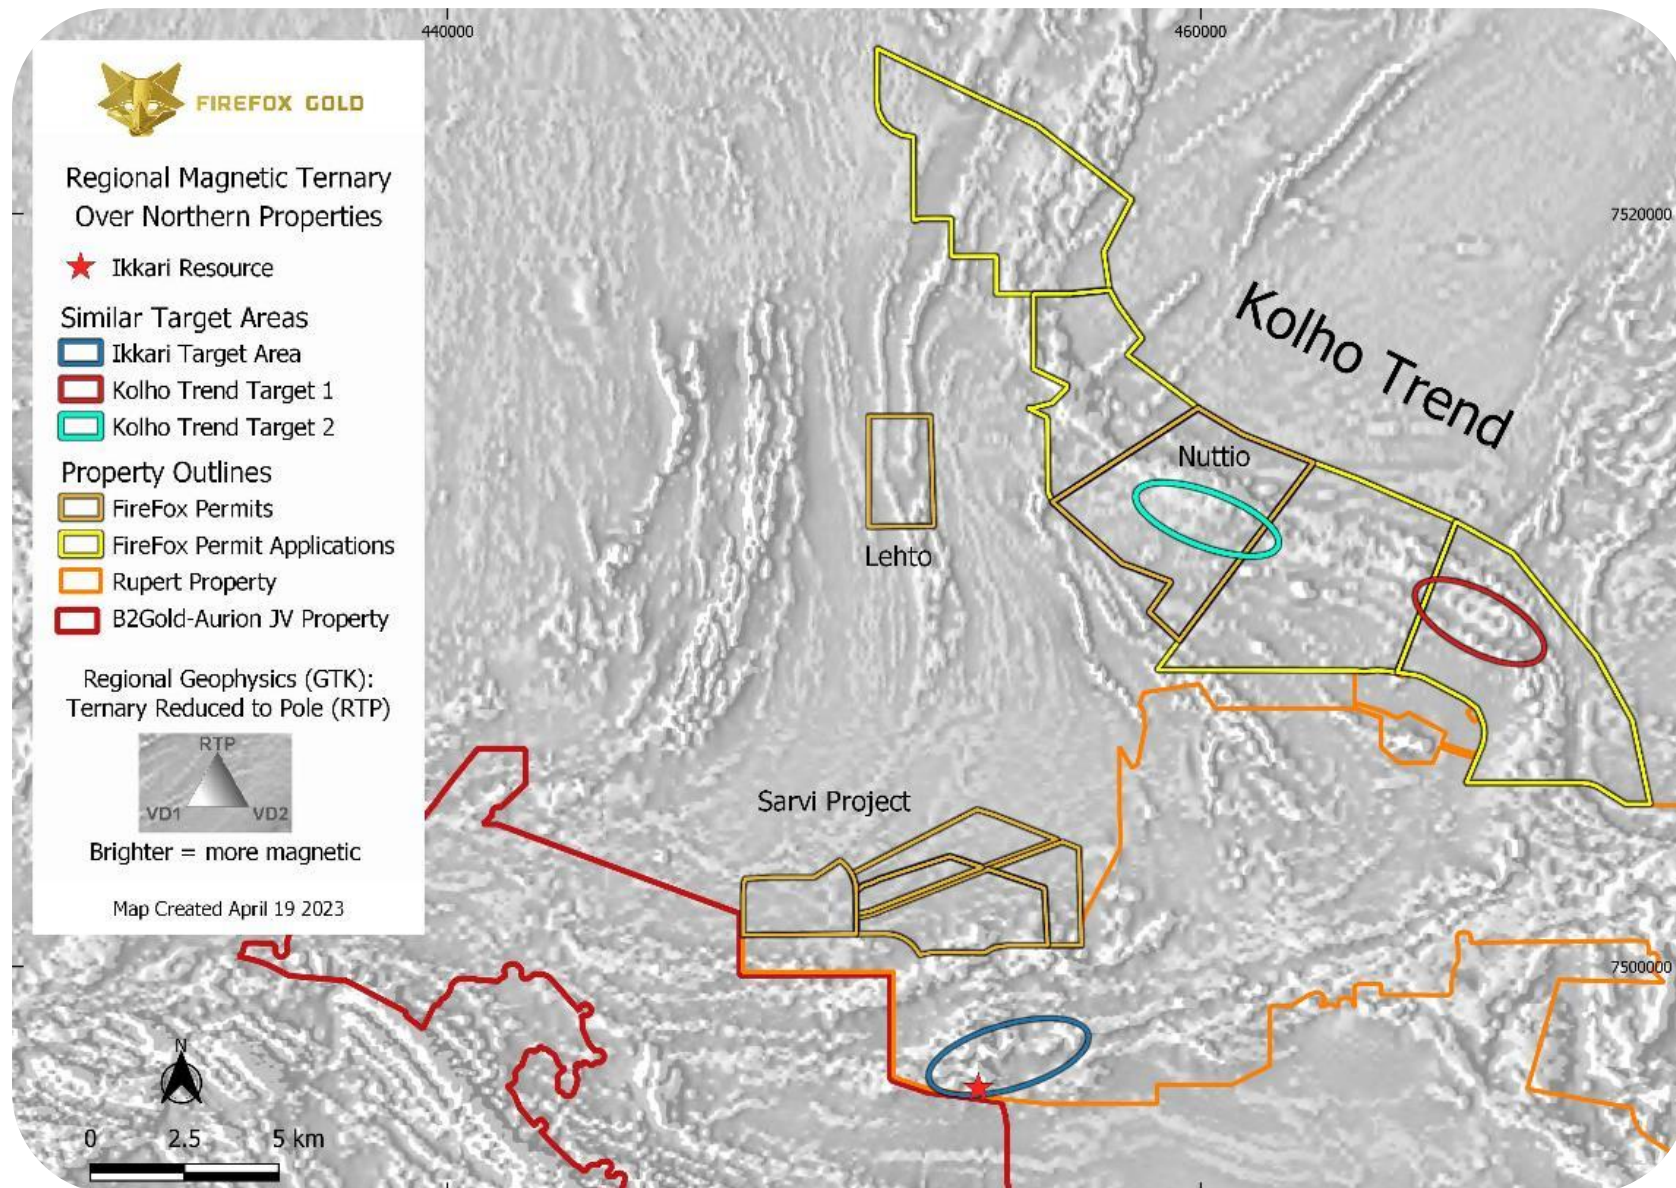 440000
460000
FIREFOX GOLD
Regional Magnetic Ternary
Over Northern Properties
Ikkari Resource
Similar Target Areas
Ikkari Target Area
Kolho Trend Target 1
Kolho Trend Target 2
Property Outlines
FireFox Permits
FireFox Permit Applications
Rupert Property
B2Gold-Aurion JV Property
Regional Geophysics (GTK):
Ternary Reduced to Pole (RTP)
RTP
VD1
VD2
Brighter = more magnetic
Map Created April 19 2023
7520000
Kolho Trend
Nuttio
Lehto
Sarvi Project
7500000
N
0
2.5
5 km